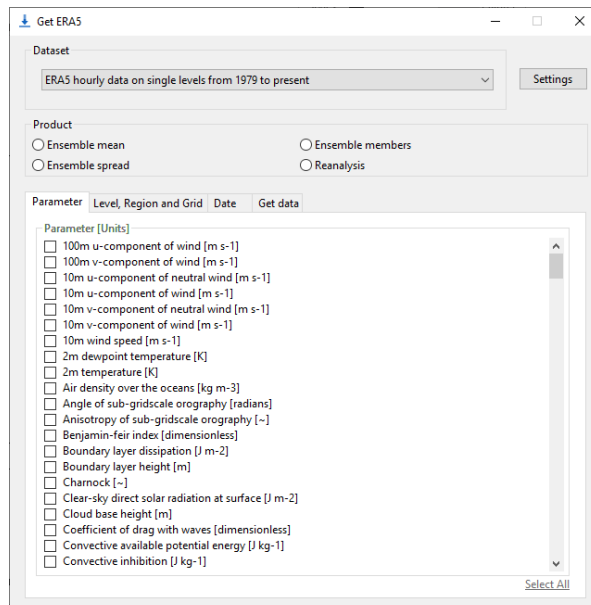 Get ERA5
Dataset
ERA5 hourly data on single levels from 1979 to present
Settings
Product
Ensemble mean
Ensemble members
Ensemble spread
Reanalysis
Parameter
Level, Region and Grid
Date
Get data
Parameter [Units]
100m u-component of wind [m s-1]
100m v-component of wind [m s-1]
10m u-component of neutral wind [m s-1]
10m u-component of wind [m s-1]
10m v-component of neutral wind [m s-1]
10m v-component of wind [m s-1]
10m wind speed [m s-1]
2m dewpoint temperature [K]
2m temperature [K]
Air density over the oceans [kg m-3]
Angle of sub-gridscale orography [radians]
Anisotropy of sub-gridscale orography [~]
Benjamin-feir index [dimensionless]
Boundary layer dissipation [J m-2]
Boundary layer height [m]
Charnock [~]
Clear-sky direct solar radiation at surface [J m-2]
Cloud base height [m]
Coefficient of drag with waves [dimensionless]
Convective available potential energy [J kg-1]
Convective inhibition [J kg-1]
Select All